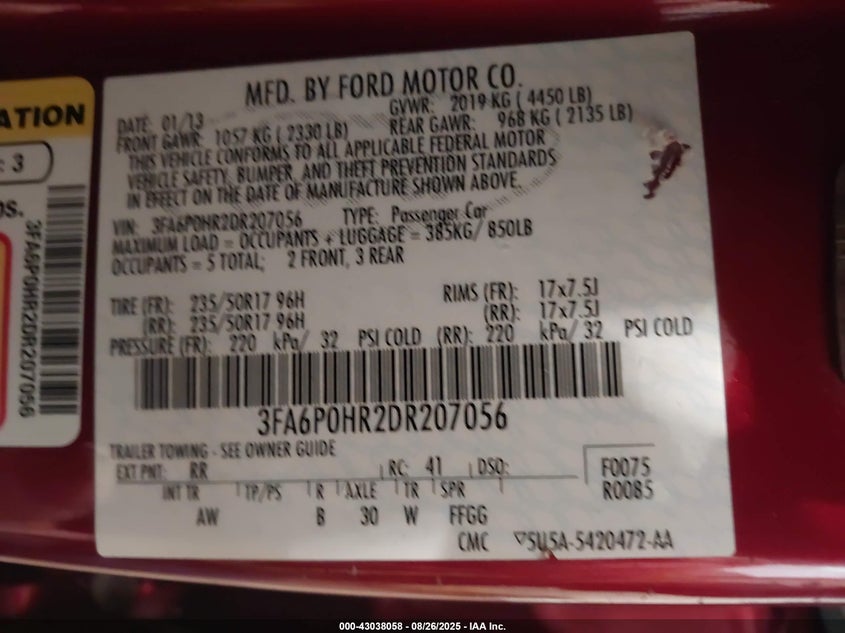 MFD. BY FORD MOTOR CO.
DATE: 01/13 GVWR: 2019 KG ( 4450 LB)
FRONT GAWR: 1057 KG ( 2330 LB) REAR GAWR: 968 KG ( 2135 LB)
THIS VEHICLE CONFORMS TO ALL APPLICABLE FEDERAL MOTOR
VEHICLE SAFETY, BUMPER, AND THEFT PREVENTION STANDARDS
IN EFFECT ON THE DATE OF MANUFACTURE SHOWN ABOVE.
VIN: 3FA6P0HR2DR207056 TYPE: Passenger Car
MAXIMUM LOAD = OCCUPANTS + LUGGAGE = 385KG/ 850LB
OCCUPANTS = 5 TOTAL; 2 FRONT, 3 REAR
TIRE (FR): 235/50R17 96H RIMS (FR): 17x7.5J
(RR): 235/50R17 96H (RR): 17x7.5J
PRESSURE (FR): 220 kPa/ 32 PSI COLD (RR): 220 kPa/ 32 PSI COLD
3FA6P0HR2DR207056
TRAILER TOWING - SEE OWNER GUIDE
EXT PNT: RR RC: 41 DSO: F0075
INT TR TP/PS R AXLE TR SPR R0085
AW B 30 W FFGG
CMC 5U5A-5420472-AA
ATION
: 3
OS.
3FA6P0HR2DR207056
000-43038058 - 08/26/2025 - IAA Inc.